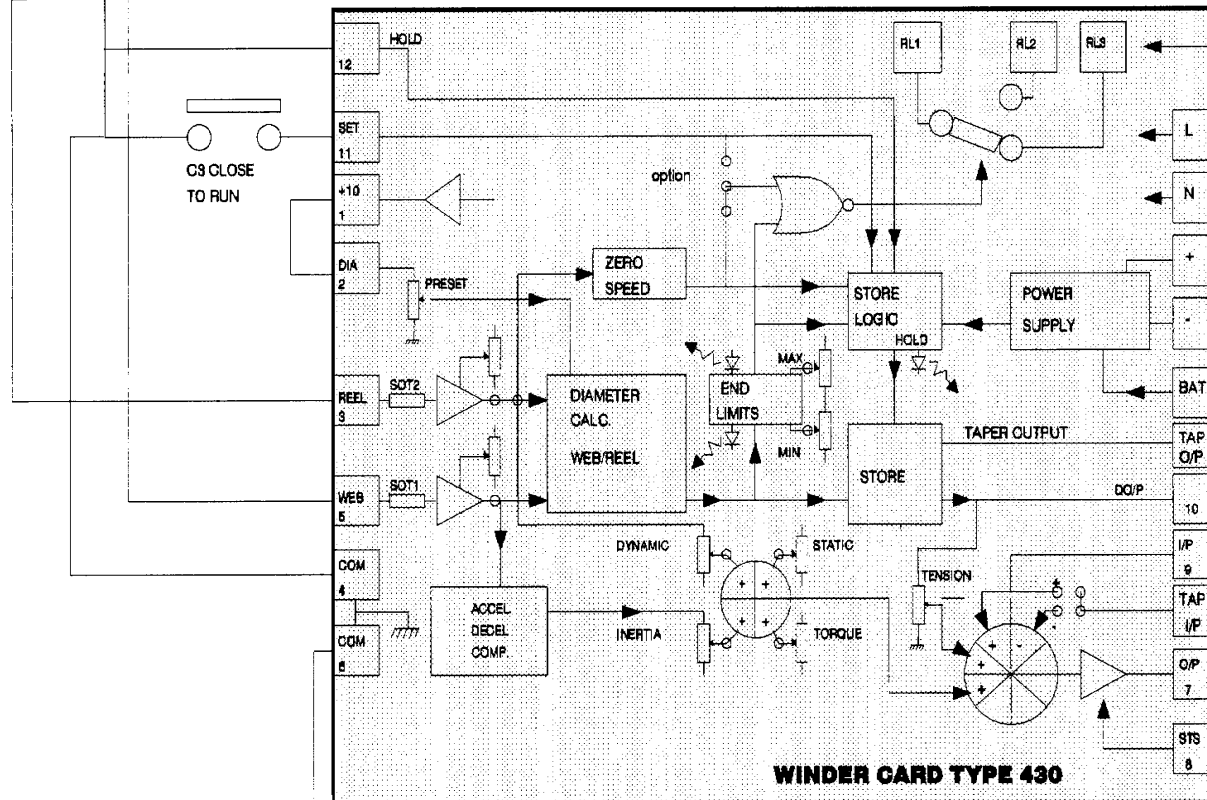 HOLD
12
RL1
RL2
RL3
SET
11
C3 CLOSE
TO RUN
+10
1
option
L
N
DIA
2
PRESET
ZERO
SPEED
STORE
LOGIC
HOLD
POWER
SUPPLY
+
-
BAT
REEL
3
SOT2
DIAMETER
CALC.
WEB/REEL
END
LIMITS
MAX
MIN
TAPER OUTPUT
TAP
O/P
STORE
WEB
5
SOT1
DO/P
10
DYNAMIC
STATIC
I/P
9
COM
4
TENSION
+
-
TAP
I/P
ACCEL
DECEL
COMP.
INERTIA
+ +
+ +
TORQUE
COM
6
+ -
+
+
O/P
7
STS
8
WINDER CARD TYPE 430